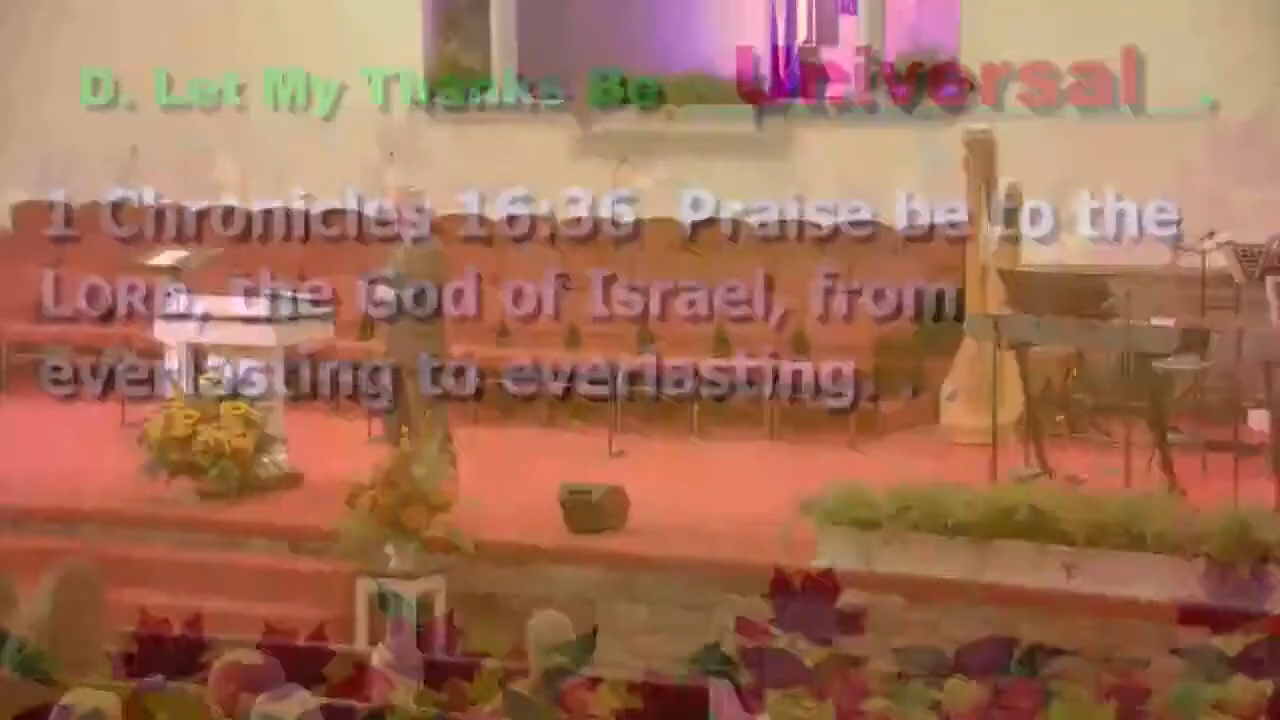 D. Let My Thanks Be Universal.
1 Chronicles 16:36 Praise be to the
LORD, the God of Israel, from
everlasting to everlasting.